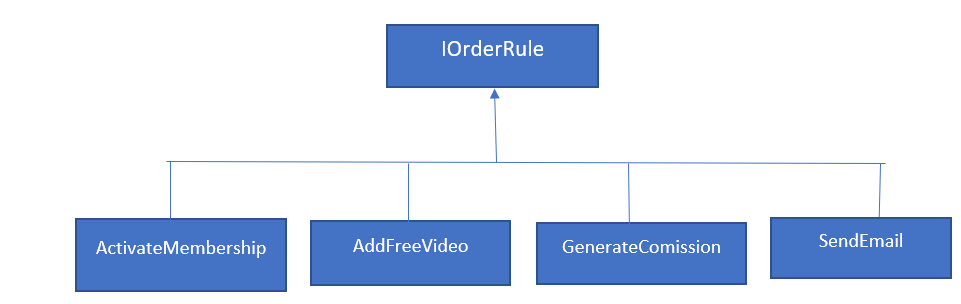 IOrderRule
ActivateMembership
AddFreeVideo
GenerateComission
SendEmail